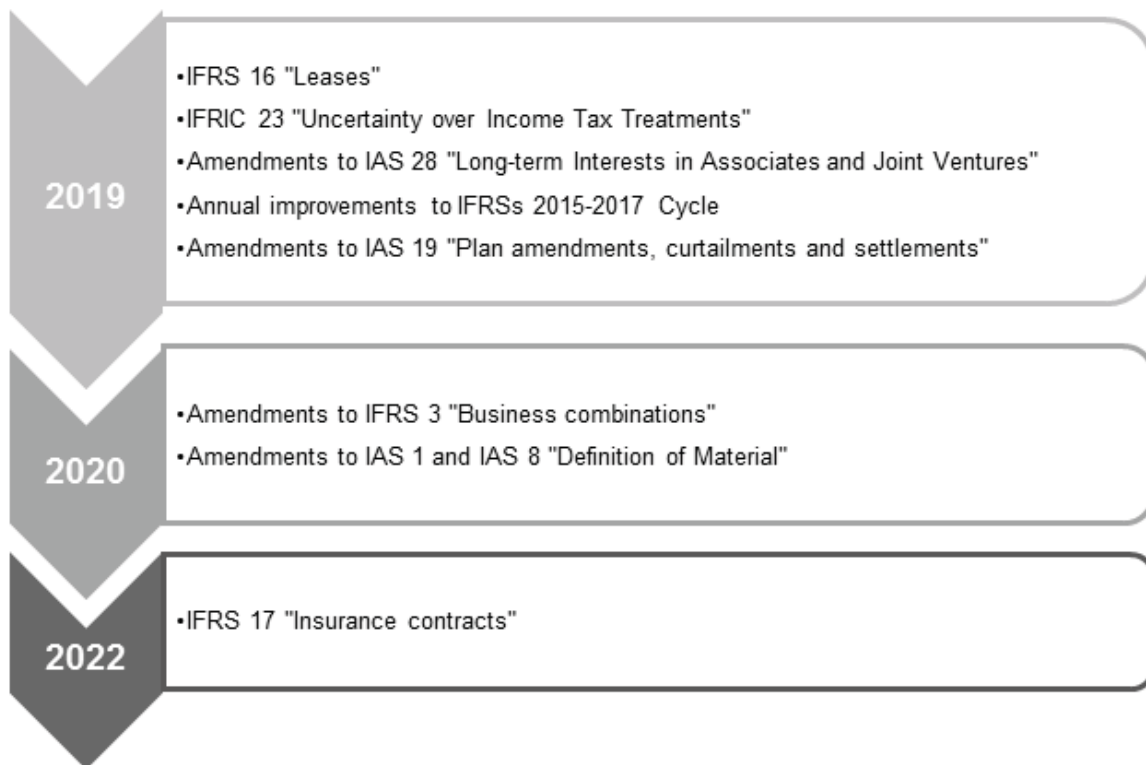 2019
•IFRS 16 "Leases"
•IFRIC 23 "Uncertainty over Income Tax Treatments"
•Amendments to IAS 28 "Long-term Interests in Associates and Joint Ventures"
•Annual improvements to IFRSs 2015-2017 Cycle
•Amendments to IAS 19 "Plan amendments, curtailments and settlements"
2020
•Amendments to IFRS 3 "Business combinations"
•Amendments to IAS 1 and IAS 8 "Definition of Material"
2022
•IFRS 17 "Insurance contracts"